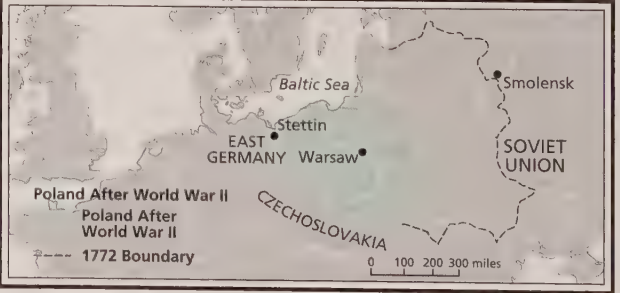 Baltic Sea
Smolensk
Stettin
EAST
GERMANY
Warsaw
SOVIET
UNION
CZECHOSLOVAKIA
Poland After World War II
Poland After
World War II
1772 Boundary
0 100 200 300 miles